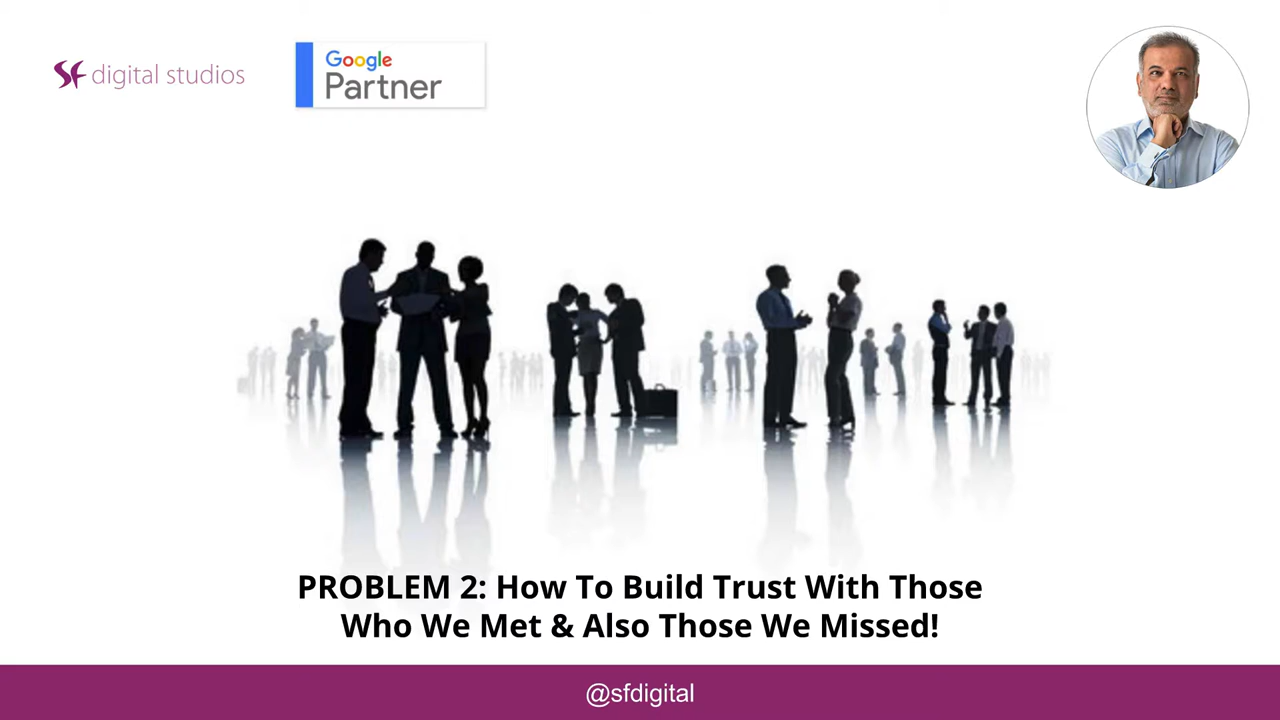 SF digital studios
Google
Partner
PROBLEM 2: How To Build Trust With Those
Who We Met & Also Those We Missed!
@sfdigital